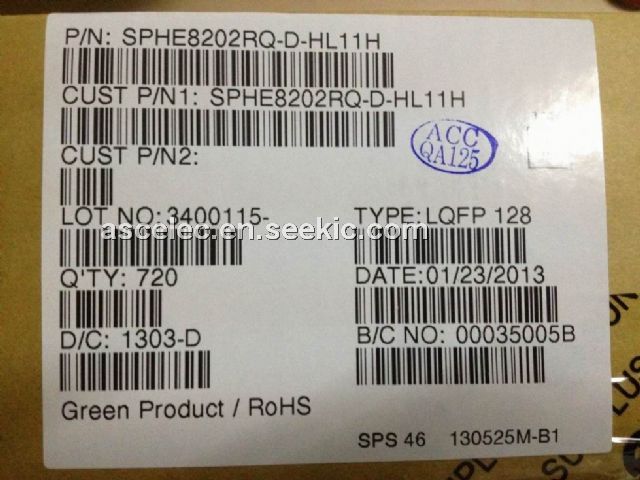 P/N: SPHE8202RQ-D-HL11H
CUST P/N1: SPHE8202RQ-D-HL11H
ACC
QA125
CUST P/N2:
LOT NO: 3400115-
TYPE: LQFP 128
ascelec.en.seekic.com
Q'TY: 720
DATE: 01/23/2013
D/C: 1303-D
B/C NO: 00035005B
Green Product / RoHS
SPS 46 130525M-B1